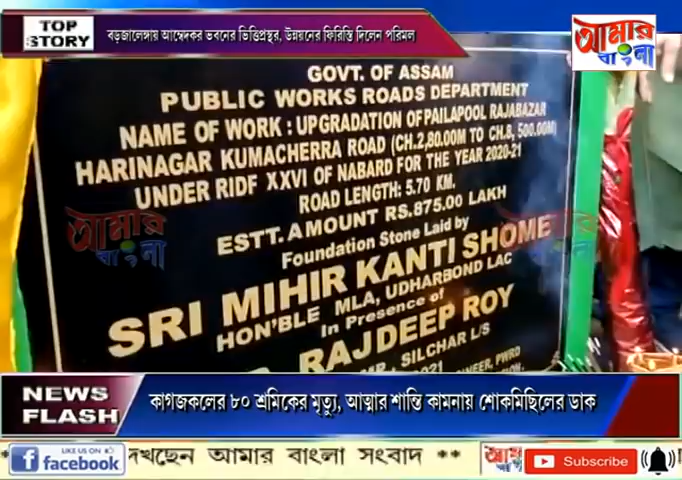 TOP STORY
বড়জালেঙ্গায় আম্বেদকর ভবনের ভিত্তিপ্রস্থর, উন্নয়নের ফিরিস্তি দিলেন পরিমল
আমার
বাংলা
GOVT. OF ASSAM
PUBLIC WORKS ROADS DEPARTMENT
NAME OF WORK : UPGRADATION OF PAILAPOOL RAJABAZAR
HARINAGAR KUMACHERRA ROAD (CH.2,80.00M TO CH.8, 500.00M)
UNDER RIDF XXVI OF NABARD FOR THE YEAR 2020-21
ROAD LENGTH: 5.70 KM.
ESTT. AMOUNT RS.875.00 LAKH
Foundation Stone Laid by
SRI MIHIR KANTI SHOME
HON'BLE MLA, UDHARBOND LAC
In Presence of
RAJDEEP ROY
SILCHAR L/S
2021
PWRD
আমার
বাংলা
NEWS FLASH
কাগজকলের ৮০ শ্রমিকের মৃত্যু, আত্মার শান্তি কামনায় শোকমিছিলের ডাক
LIKE US ON
facebook
দেখছেন আমার বাংলা সংবাদ **
Subscribe